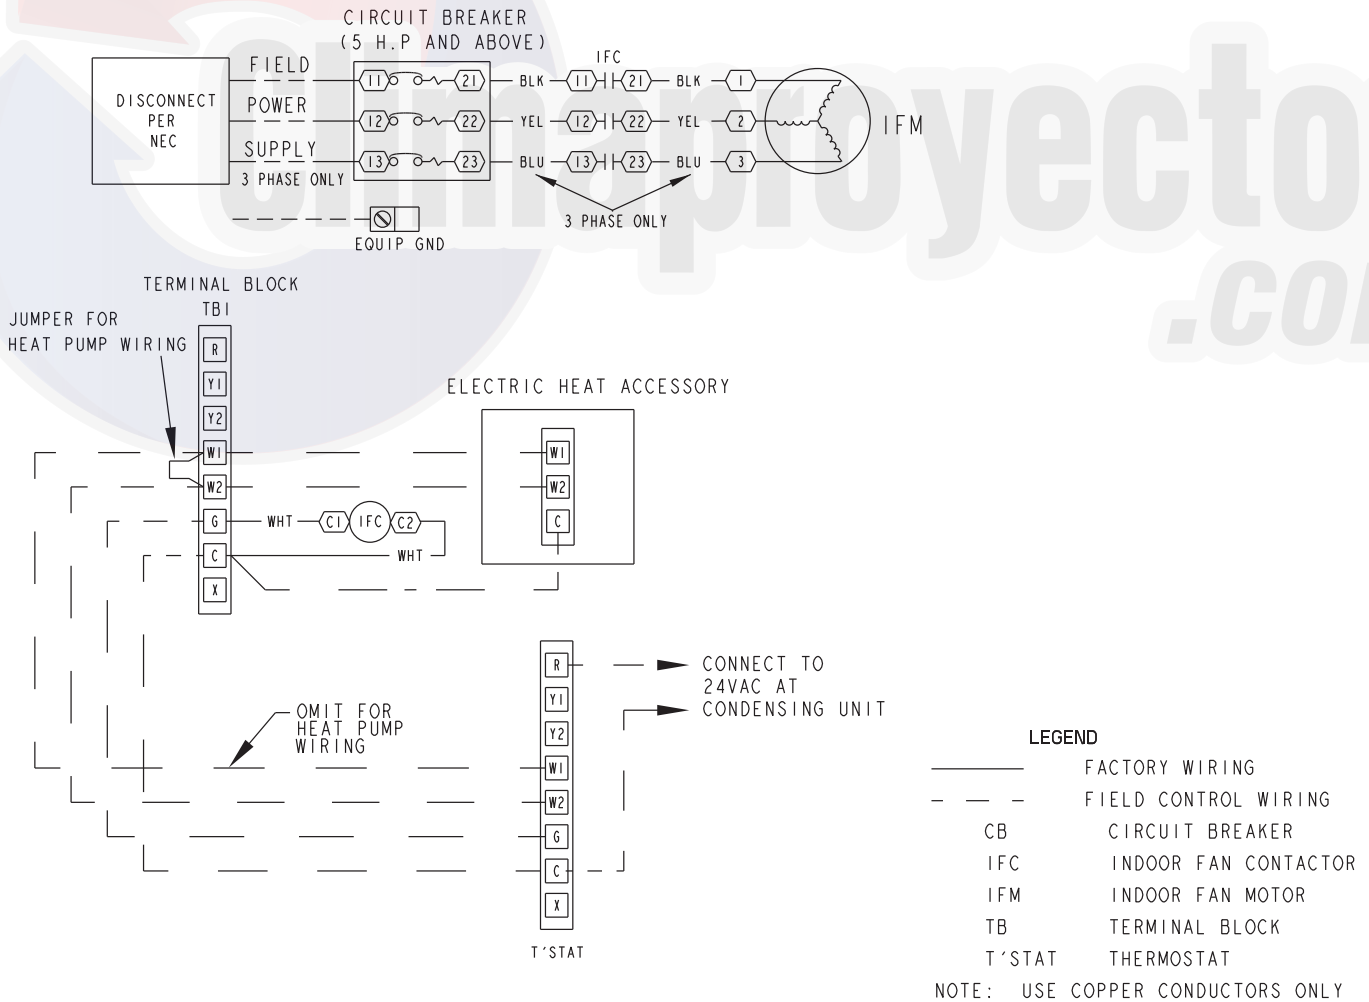 CIRCUIT BREAKER
(5 H.P AND ABOVE)
DISCONNECT
PER
NEC
FIELD
POWER
SUPPLY
3 PHASE ONLY
11 21 BLK 11 IFC 21 BLK 1
12 22 YEL 12 22 YEL 2
13 23 BLU 13 23 BLU 3
IFM
3 PHASE ONLY
EQUIP GND
Climaproyecto
.co
TERMINAL BLOCK
TB1
JUMPER FOR
HEAT PUMP WIRING
R
Y1
Y2
W1
W2
G
C
X
WHT C1 IFC C2
WHT
ELECTRIC HEAT ACCESSORY
W1
W2
C
OMIT FOR
HEAT PUMP
WIRING
R
Y1
Y2
W1
W2
G
C
X
T'STAT
CONNECT TO
24VAC AT
CONDENSING UNIT
LEGEND
FACTORY WIRING
FIELD CONTROL WIRING
CB CIRCUIT BREAKER
IFC INDOOR FAN CONTACTOR
IFM INDOOR FAN MOTOR
TB TERMINAL BLOCK
T'STAT THERMOSTAT
NOTE: USE COPPER CONDUCTORS ONLY